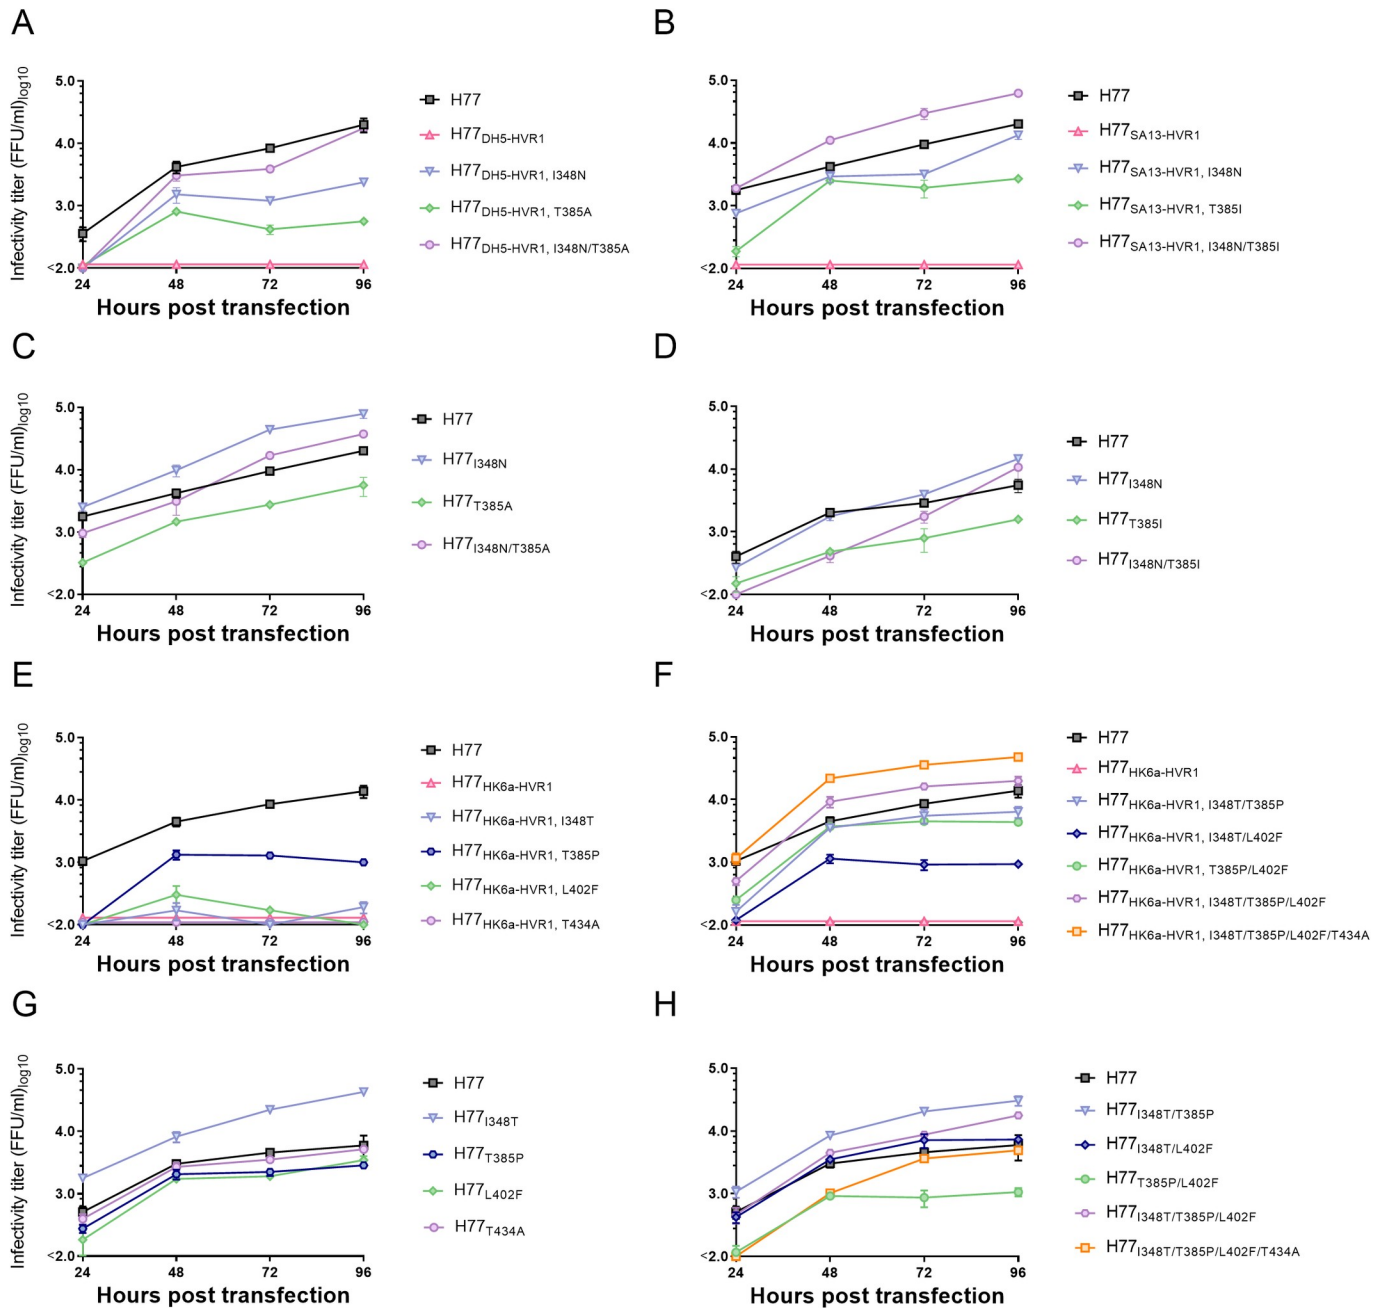 A
Infectivity titer (FFU/ml)log10
5.0
4.0
3.0
<2.0
24 48 72 96
Hours post transfection
H77
H77DH5-HVR1
H77DH5-HVR1, I348N
H77DH5-HVR1, T385A
H77DH5-HVR1, I348N/T385A
B
5.0
4.0
3.0
<2.0
24 48 72 96
Hours post transfection
H77
H77SA13-HVR1
H77SA13-HVR1, I348N
H77SA13-HVR1, T385I
H77SA13-HVR1, I348N/T385I
C
Infectivity titer (FFU/ml)log10
5.0
4.0
3.0
<2.0
24 48 72 96
Hours post transfection
H77
H77I348N
H77T385A
H77I348N/T385A
D
5.0
4.0
3.0
<2.0
24 48 72 96
Hours post transfection
H77
H77I348N
H77T385I
H77I348N/T385I
E
Infectivity titer (FFU/ml)log10
5.0
4.0
3.0
<2.0
24 48 72 96
Hours post transfection
H77
H77HK6a-HVR1
H77HK6a-HVR1, I348T
H77HK6a-HVR1, T385P
H77HK6a-HVR1, L402F
H77HK6a-HVR1, T434A
F
5.0
4.0
3.0
<2.0
24 48 72 96
Hours post transfection
H77
H77HK6a-HVR1
H77HK6a-HVR1, I348T/T385P
H77HK6a-HVR1, I348T/L402F
H77HK6a-HVR1, T385P/L402F
H77HK6a-HVR1, I348T/T385P/L402F
H77HK6a-HVR1, I348T/T385P/L402F/T434A
G
Infectivity titer (FFU/ml)log10
5.0
4.0
3.0
<2.0
24 48 72 96
Hours post transfection
H77
H77I348T
H77T385P
H77L402F
H77T434A
H
5.0
4.0
3.0
<2.0
24 48 72 96
Hours post transfection
H77
H77I348T/T385P
H77I348T/L402F
H77T385P/L402F
H77I348T/T385P/L402F
H77I348T/T385P/L402F/T434A